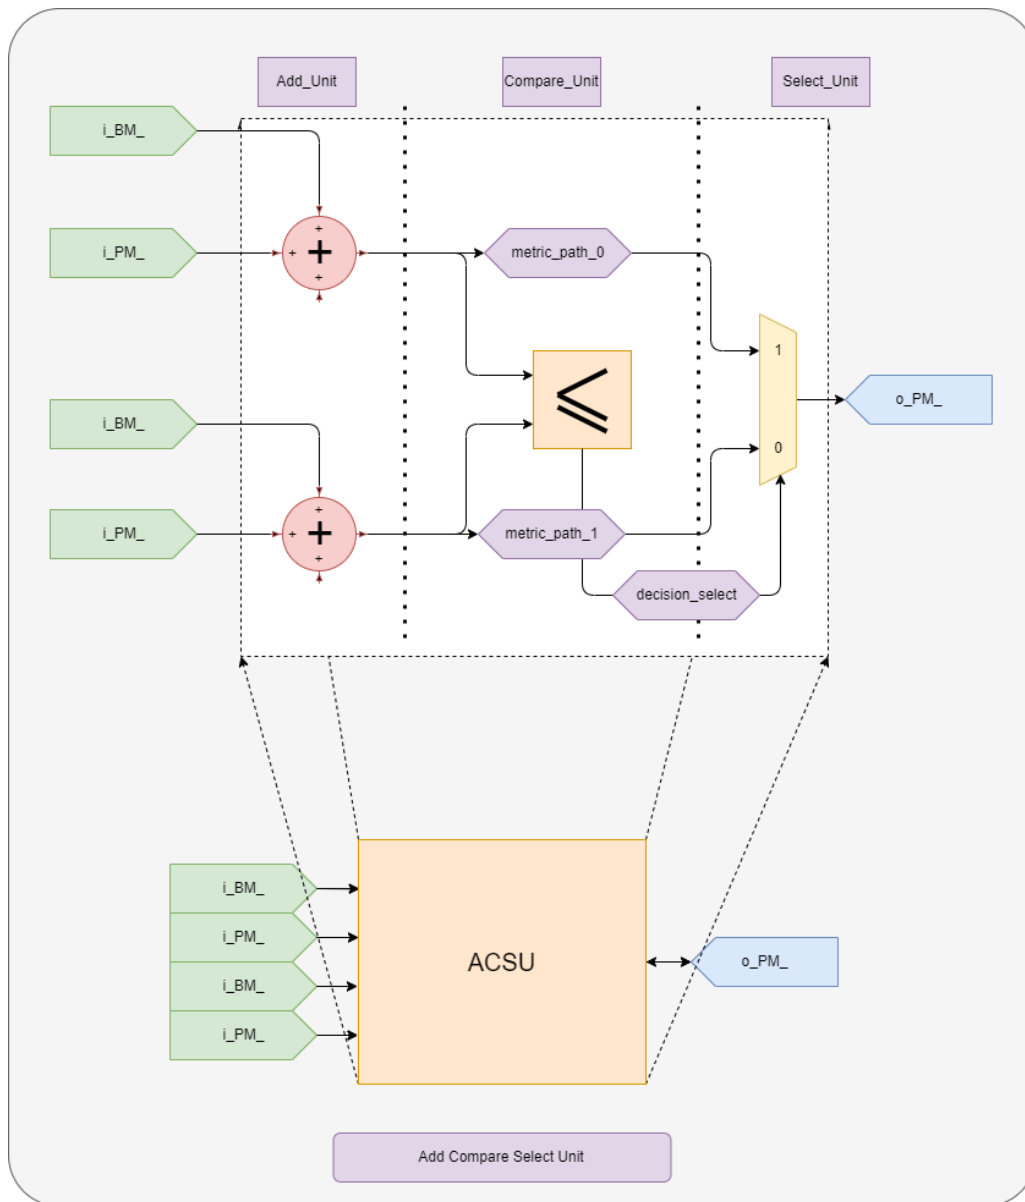 Add_Unit
Compare_Unit
Select_Unit
i_BM_
+
i_PM_
+
+
+
metric_path_0
≤
1
o_PM_
i_BM_
0
+
i_PM_
+
+
+
metric_path_1
decision_select
i_BM_
i_PM_
ACSU
o_PM_
i_BM_
i_PM_
Add Compare Select Unit